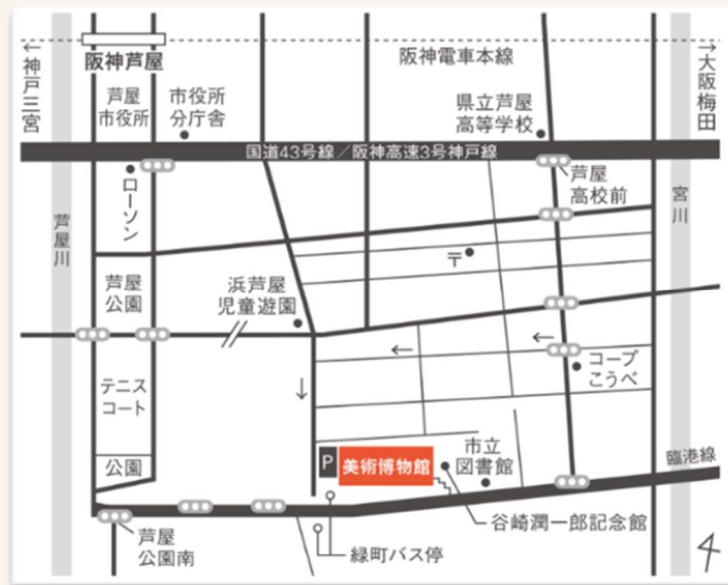 阪神芦屋
阪神電車本線
←神戸三宮
→大阪梅田
芦屋
市役所
市役所
分庁舎
県立芦屋
高等学校
国道43号線／阪神高速3号神戸線
ローソン
芦屋
高校前
芦屋川
宮川
〒
芦屋
公園
浜芦屋
児童遊園
←
←
コープ
こうべ
テニス
コート
↓
公園
P
美術博物館
市立
図書館
臨港線
谷崎潤一郎記念館
芦屋
公園南
緑町バス停
4